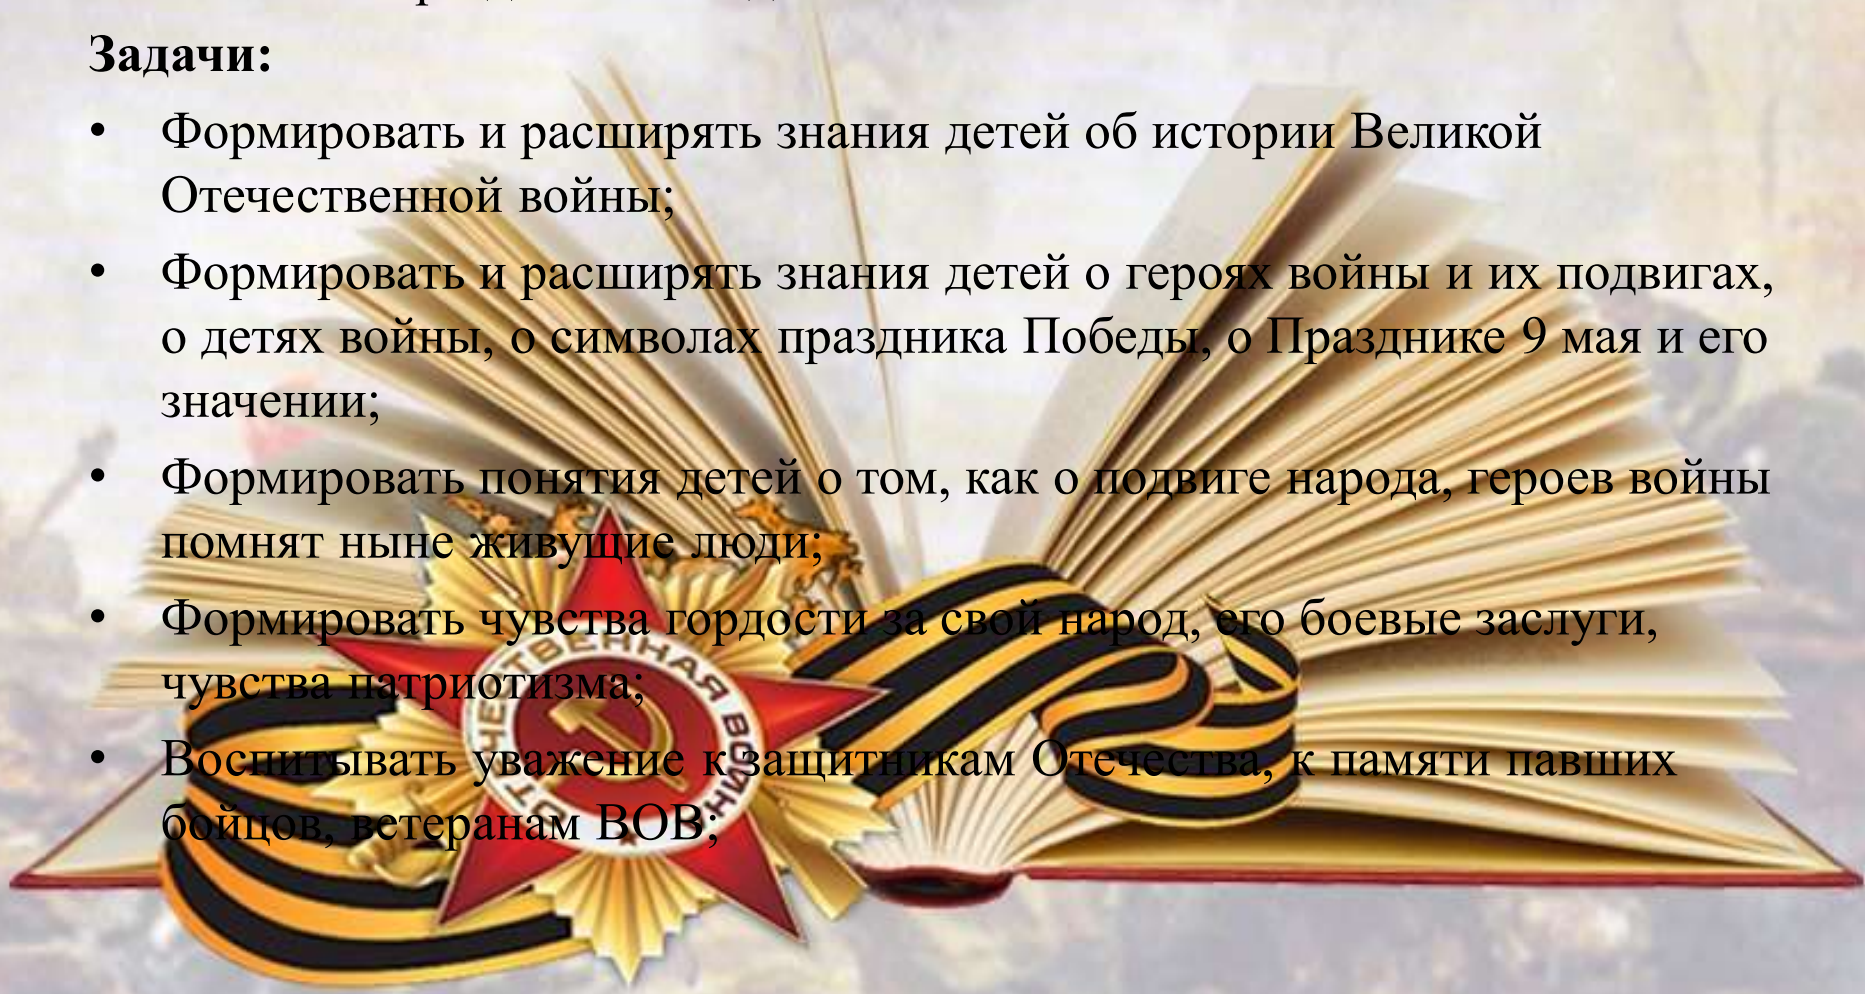 Задачи:
• Формировать и расширять знания детей об истории Великой
Отечественной войны;
• Формировать и расширять знания детей о героях войны и их подвигах,
о детях войны, о символах праздника Победы, о Празднике 9 мая и его
значении;
• Формировать понятия детей о том, как о подвиге народа, героев войны
помнят ныне живущие люди;
• Формировать чувства гордости за свой народ, его боевые заслуги,
чувства патриотизма;
• Воспитывать уважение к защитникам Отечества, к памяти павших
бойцов, ветеранам ВОВ;
ОТЕЧЕСТВЕННАЯ ВОЙНА